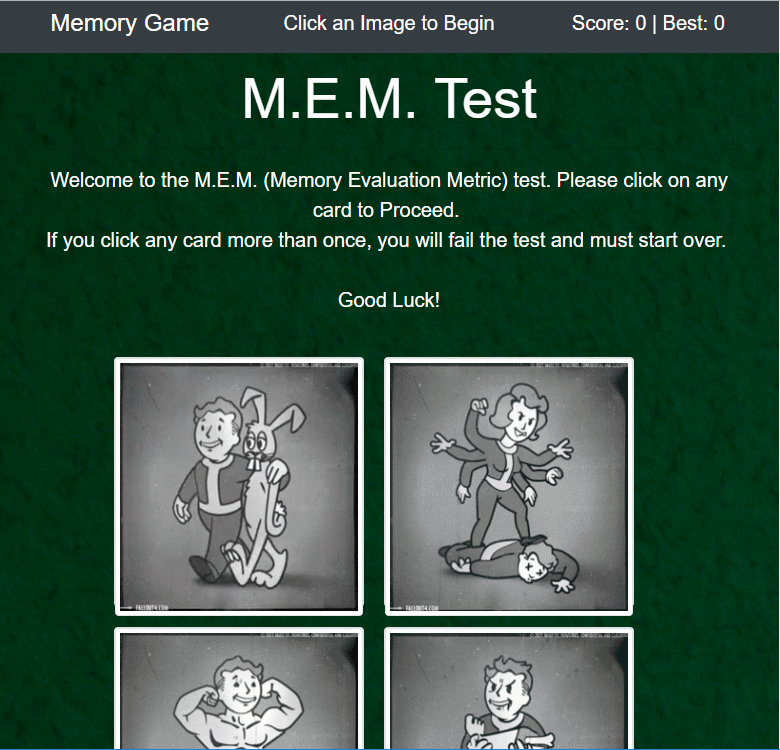 Memory Game
Click an Image to Begin
Score: 0 | Best: 0
M.E.M. Test
Welcome to the M.E.M. (Memory Evaluation Metric) test. Please click on any
card to Proceed.
If you click any card more than once, you will fail the test and must start over.
Good Luck!
FALLOUT4.COM
FALLOUT4.COM